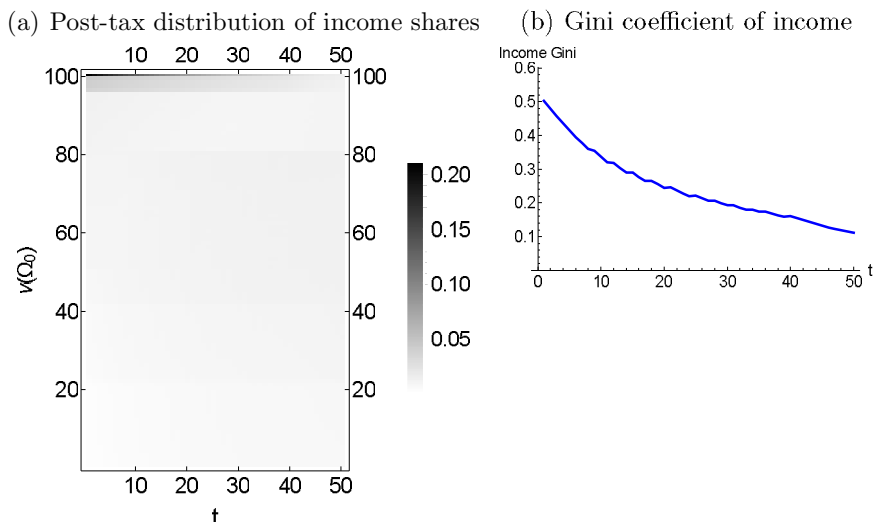 (a) Post-tax distribution of income shares
10 20 30 40 50
100 100
80 80
60 60
40 40
20 20
10 20 30 40 50
t
ν(Ω₀)
0.20
0.15
0.10
0.05
(b) Gini coefficient of income
Income Gini
0.6
0.5
0.4
0.3
0.2
0.1
0 10 20 30 40 50
t